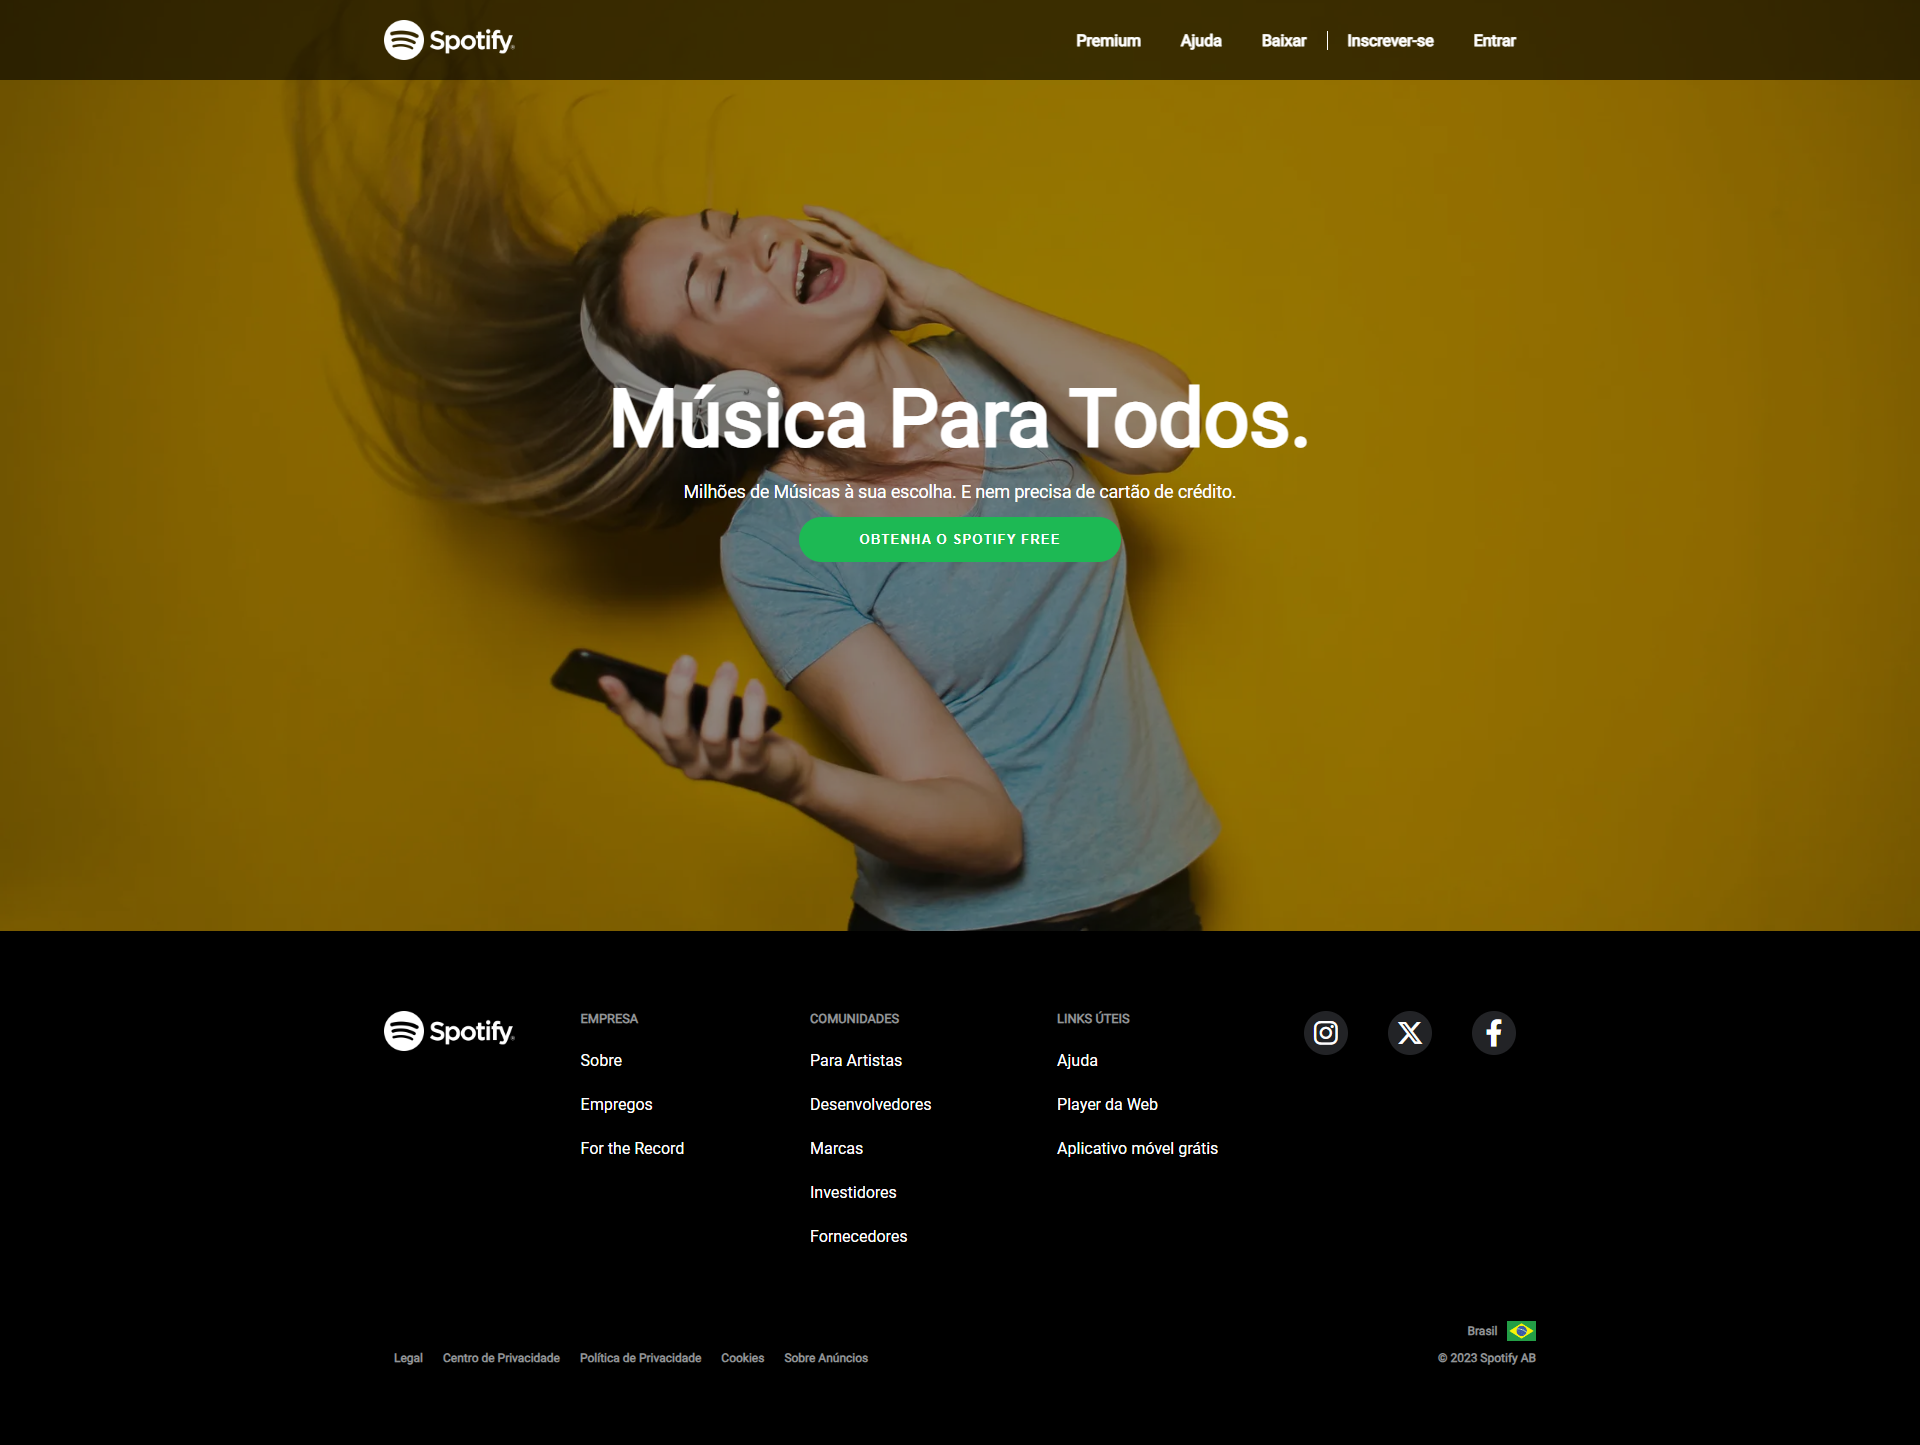 Spotify
Premium Ajuda Baixar Inscrever-se Entrar
Música Para Todos.
Milhões de Músicas à sua escolha. E nem precisa de cartão de crédito.
OBTENHA O SPOTIFY FREE
Spotify
EMPRESA
Sobre
Empregos
For the Record
COMUNIDADES
Para Artistas
Desenvolvedores
Marcas
Investidores
Fornecedores
LINKS ÚTEIS
Ajuda
Player da Web
Aplicativo móvel grátis
Brasil
Legal Centro de Privacidade Política de Privacidade Cookies Sobre Anúncios
© 2023 Spotify AB